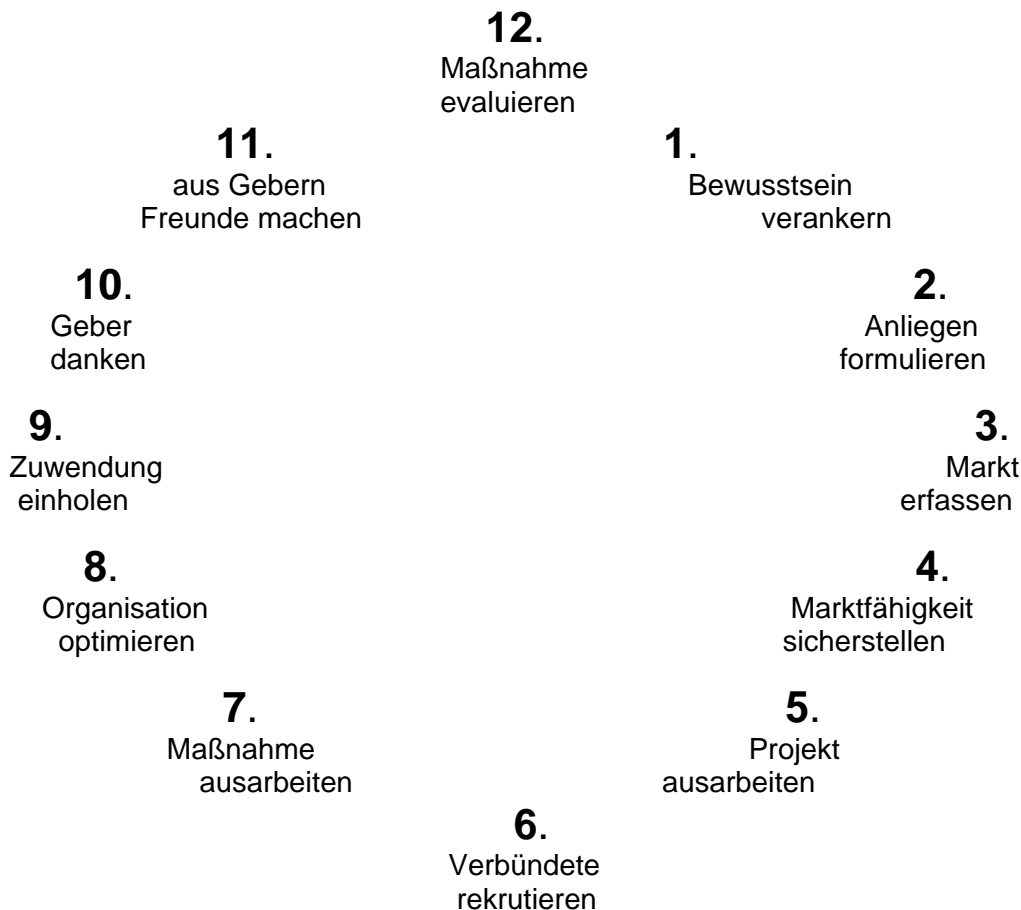 12.
Maßnahme
evaluieren
11.
aus Gebern
Freunde machen
1.
Bewusstsein
verankern
10.
Geber
danken
2.
Anliegen
formulieren
9.
Zuwendung
einholen
3.
Markt
erfassen
8.
Organisation
optimieren
4.
Marktfähigkeit
sicherstellen
7.
Maßnahme
ausarbeiten
5.
Projekt
ausarbeiten
6.
Verbündete
rekrutieren